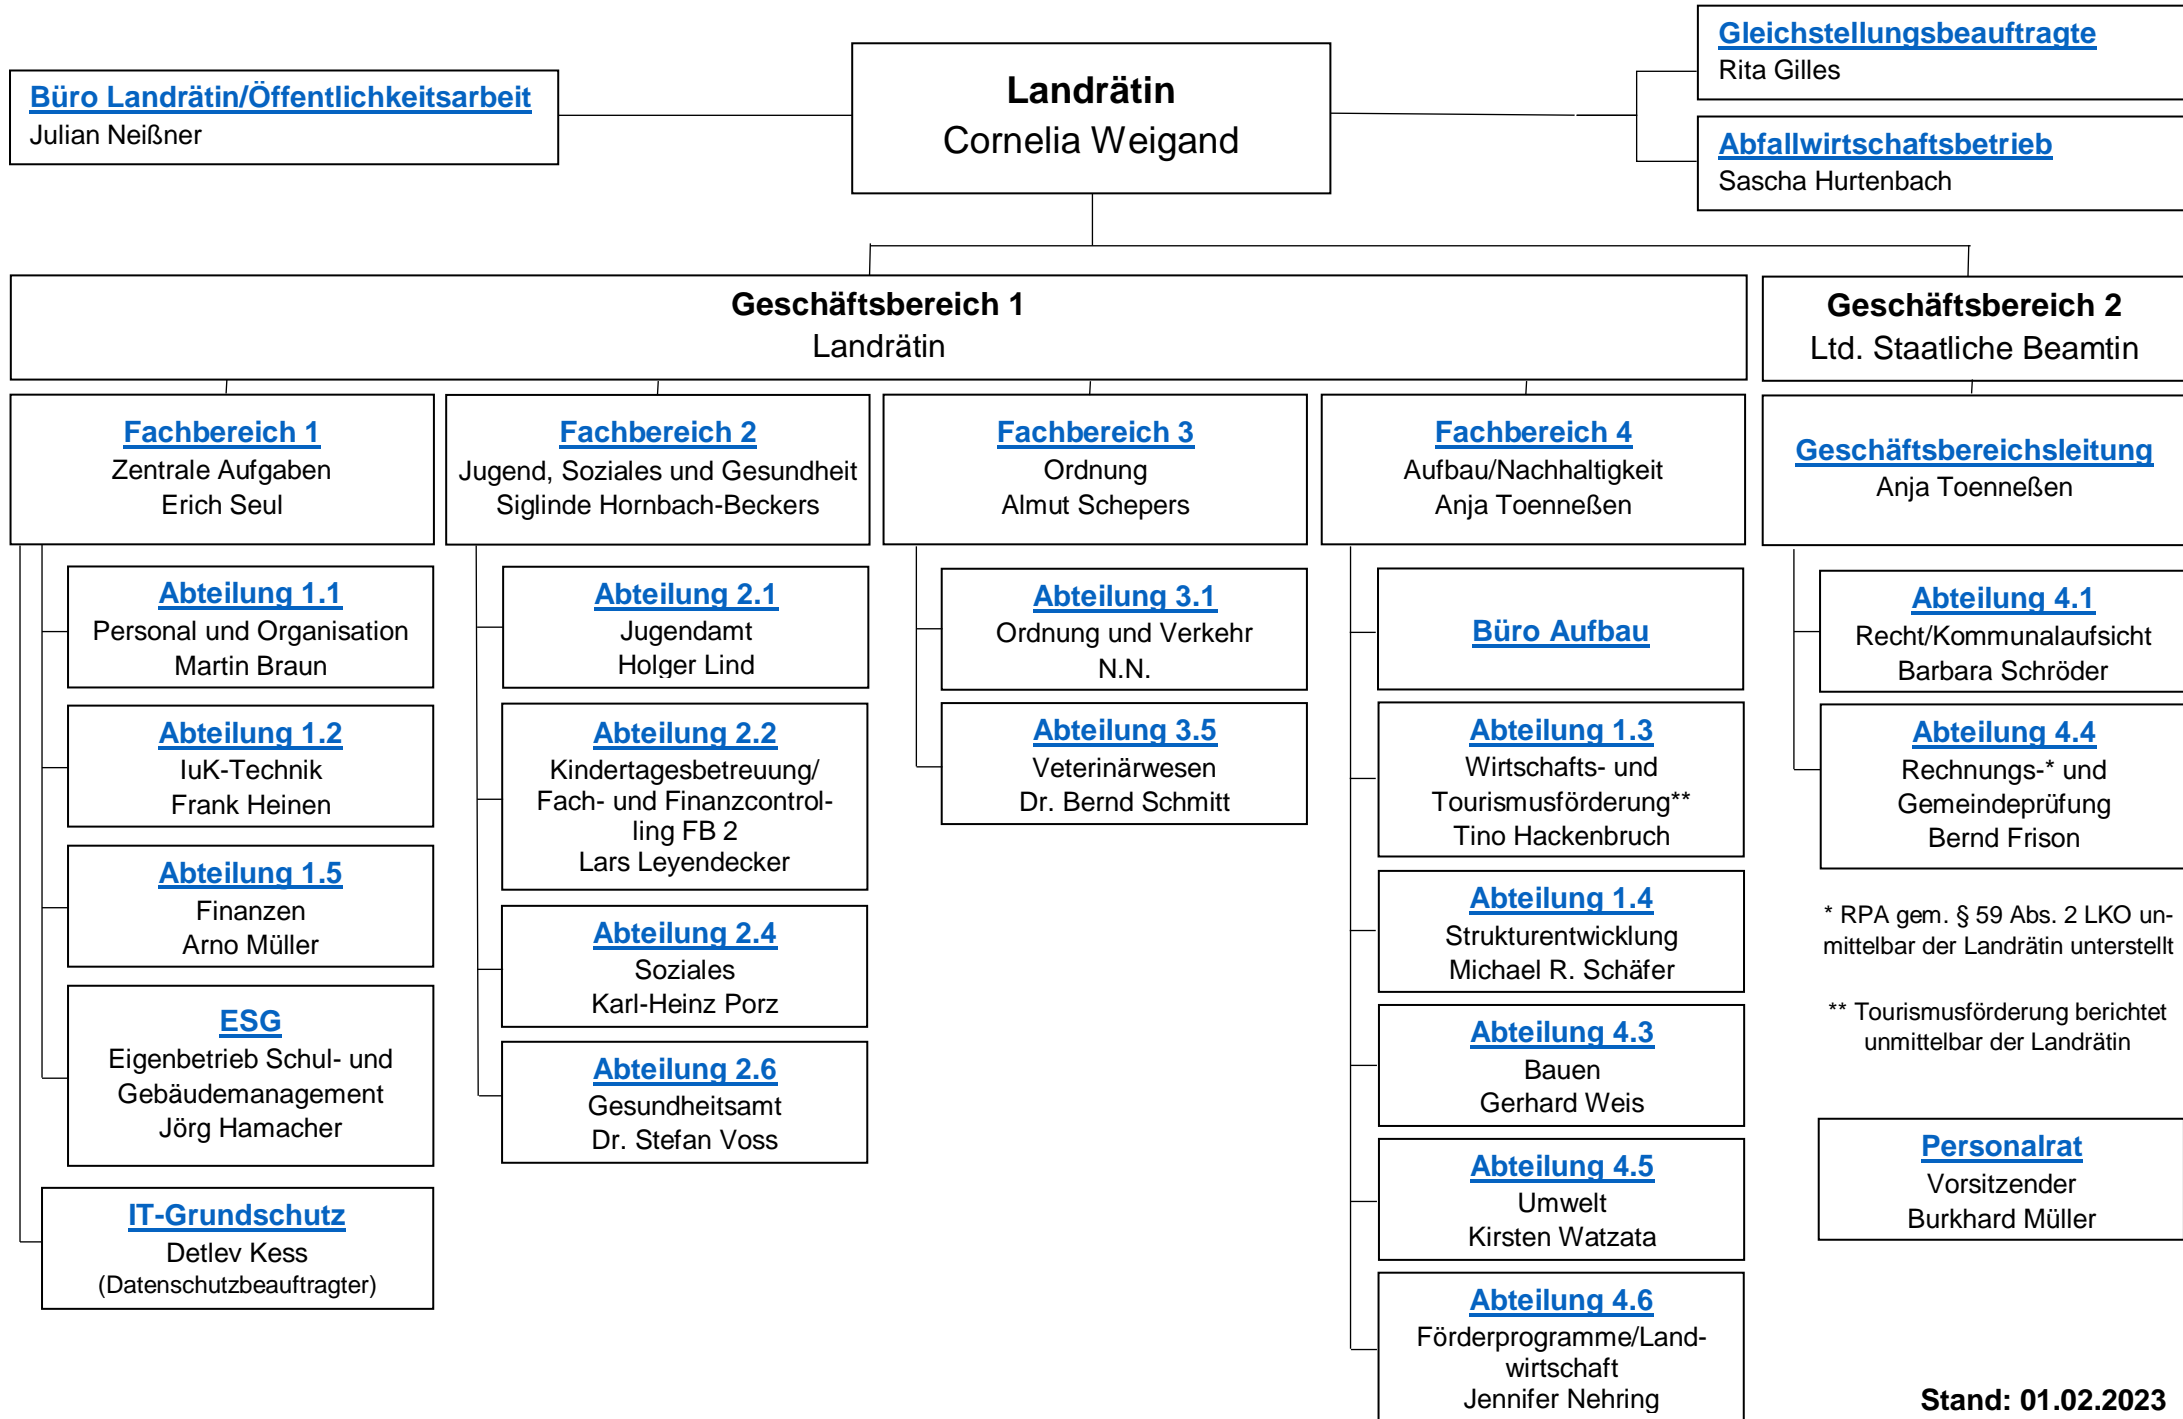 Büro Landrätin/Öffentlichkeitsarbeit
Julian Neißner
Landrätin
Cornelia Weigand
Gleichstellungsbeauftragte
Rita Gilles
Abfallwirtschaftsbetrieb
Sascha Hurtenbach
Geschäftsbereich 1
Landrätin
Geschäftsbereich 2
Ltd. Staatliche Beamtin
Fachbereich 1
Zentrale Aufgaben
Erich Seul
Abteilung 1.1
Personal und Organisation
Martin Braun
Abteilung 1.2
IuK-Technik
Frank Heinen
Abteilung 1.5
Finanzen
Arno Müller
ESG
Eigenbetrieb Schul- und
Gebäudemanagement
Jörg Hamacher
IT-Grundschutz
Detlev Kess
(Datenschutzbeauftragter)
Fachbereich 2
Jugend, Soziales und Gesundheit
Siglinde Hornbach-Beckers
Abteilung 2.1
Jugendamt
Holger Lind
Abteilung 2.2
Kindertagesbetreuung/
Fach- und Finanzcontrol-
ling FB 2
Lars Leyendecker
Abteilung 2.4
Soziales
Karl-Heinz Porz
Abteilung 2.6
Gesundheitsamt
Dr. Stefan Voss
Fachbereich 3
Ordnung
Almut Schepers
Abteilung 3.1
Ordnung und Verkehr
N.N.
Abteilung 3.5
Veterinärwesen
Dr. Bernd Schmitt
Fachbereich 4
Aufbau/Nachhaltigkeit
Anja Toenneßen
Büro Aufbau
Abteilung 1.3
Wirtschafts- und
Tourismusförderung**
Tino Hackenbruch
Abteilung 1.4
Strukturentwicklung
Michael R. Schäfer
Abteilung 4.3
Bauen
Gerhard Weis
Abteilung 4.5
Umwelt
Kirsten Watzata
Abteilung 4.6
Förderprogramme/Land-
wirtschaft
Jennifer Nehring
Geschäftsbereichsleitung
Anja Toenneßen
Abteilung 4.1
Recht/Kommunalaufsicht
Barbara Schröder
Abteilung 4.4
Rechnungs-* und
Gemeindeprüfung
Bernd Frison
* RPA gem. § 59 Abs. 2 LKO un-
mittelbar der Landrätin unterstellt
** Tourismusförderung berichtet
unmittelbar der Landrätin
Personalrat
Vorsitzender
Burkhard Müller
Stand: 01.02.2023